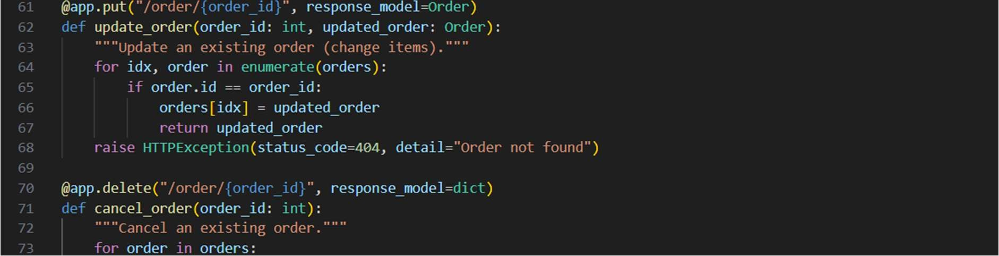 61 @app.put("/order/{order_id}", response_model=Order)
62 def update_order(order_id: int, updated_order: Order):
63     """Update an existing order (change items)."""
64     for idx, order in enumerate(orders):
65         if order.id == order_id:
66             orders[idx] = updated_order
67             return updated_order
68     raise HTTPException(status_code=404, detail="Order not found")
69
70 @app.delete("/order/{order_id}", response_model=dict)
71 def cancel_order(order_id: int):
72     """Cancel an existing order."""
73     for order in orders: